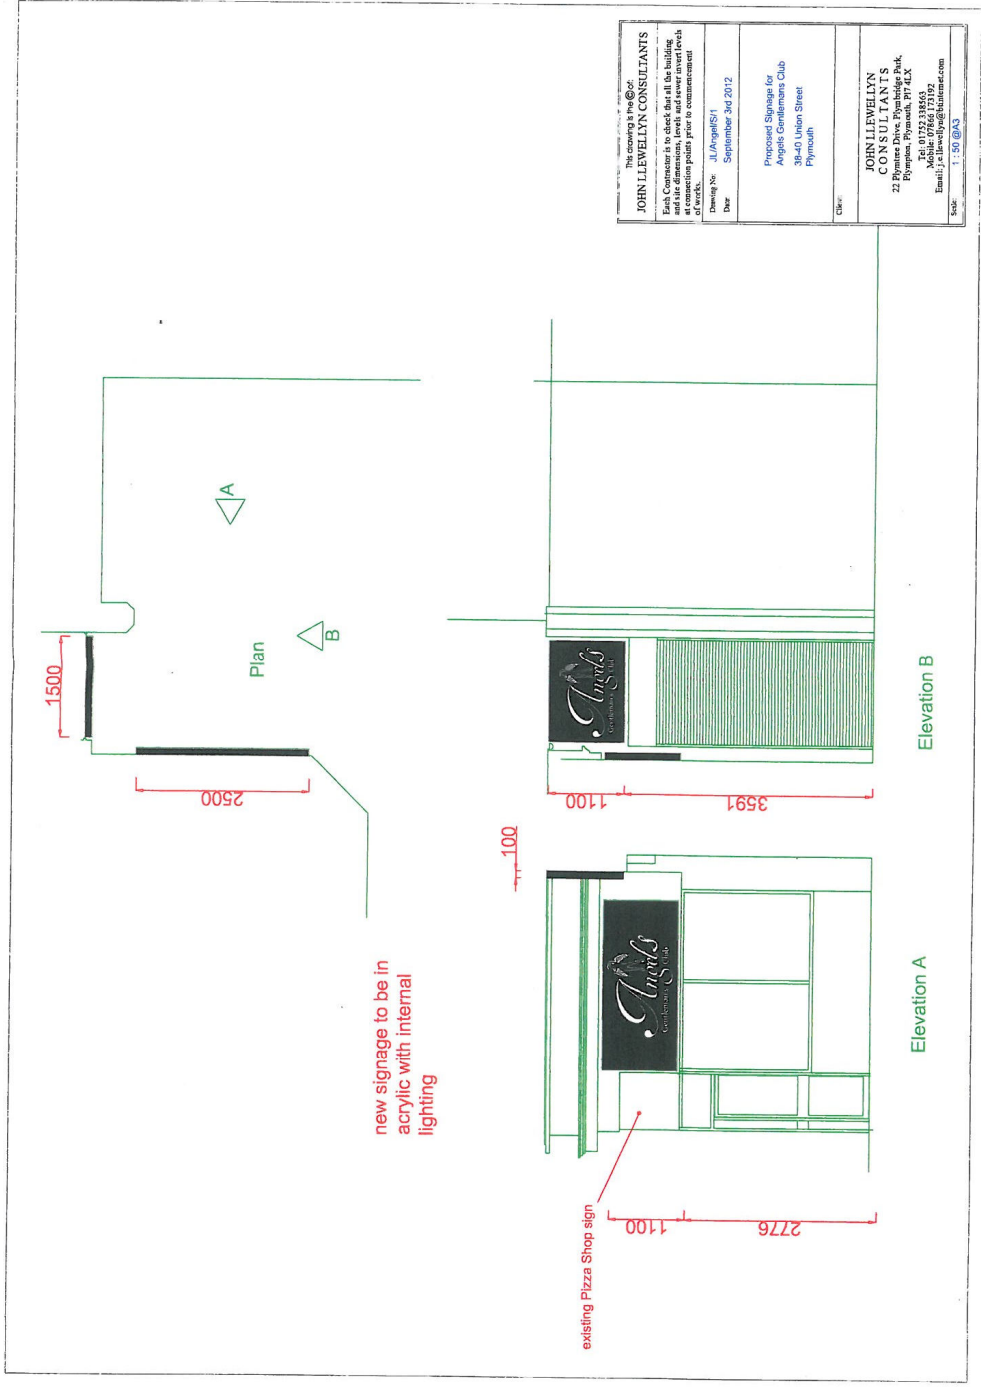 1500
Plan
A
B
2500
new signage to be in
acrylic with internal
lighting
100
1100
3591
Angels
Gentlemans Club
Elevation B
Angels
Gentlemans Club
Elevation A
existing Pizza Shop sign
1100
2776
This drawing is the © of:
JOHN LLEWELLYN CONSULTANTS
Each Contractor is to check that all the building
and site dimensions, levels and sewer invert levels
at connection points prior to commencement
of works.
Drawing No: JL/Angel/S/1
Date: September 3rd 2012
Proposed Signage for
Angels Gentlemans Club
38-40 Union Street
Plymouth
Client:
JOHN LLEWELLYN
CONSULTANTS
22 Plymtree Drive, Plymbridge Park,
Plympton, Plymouth, Pl7 4LX
Tel: 01752 338563
Mobile: 07866 173192
Email: j.e.llewellyn@btinternet.com
Scale: 1 : 50 @A3